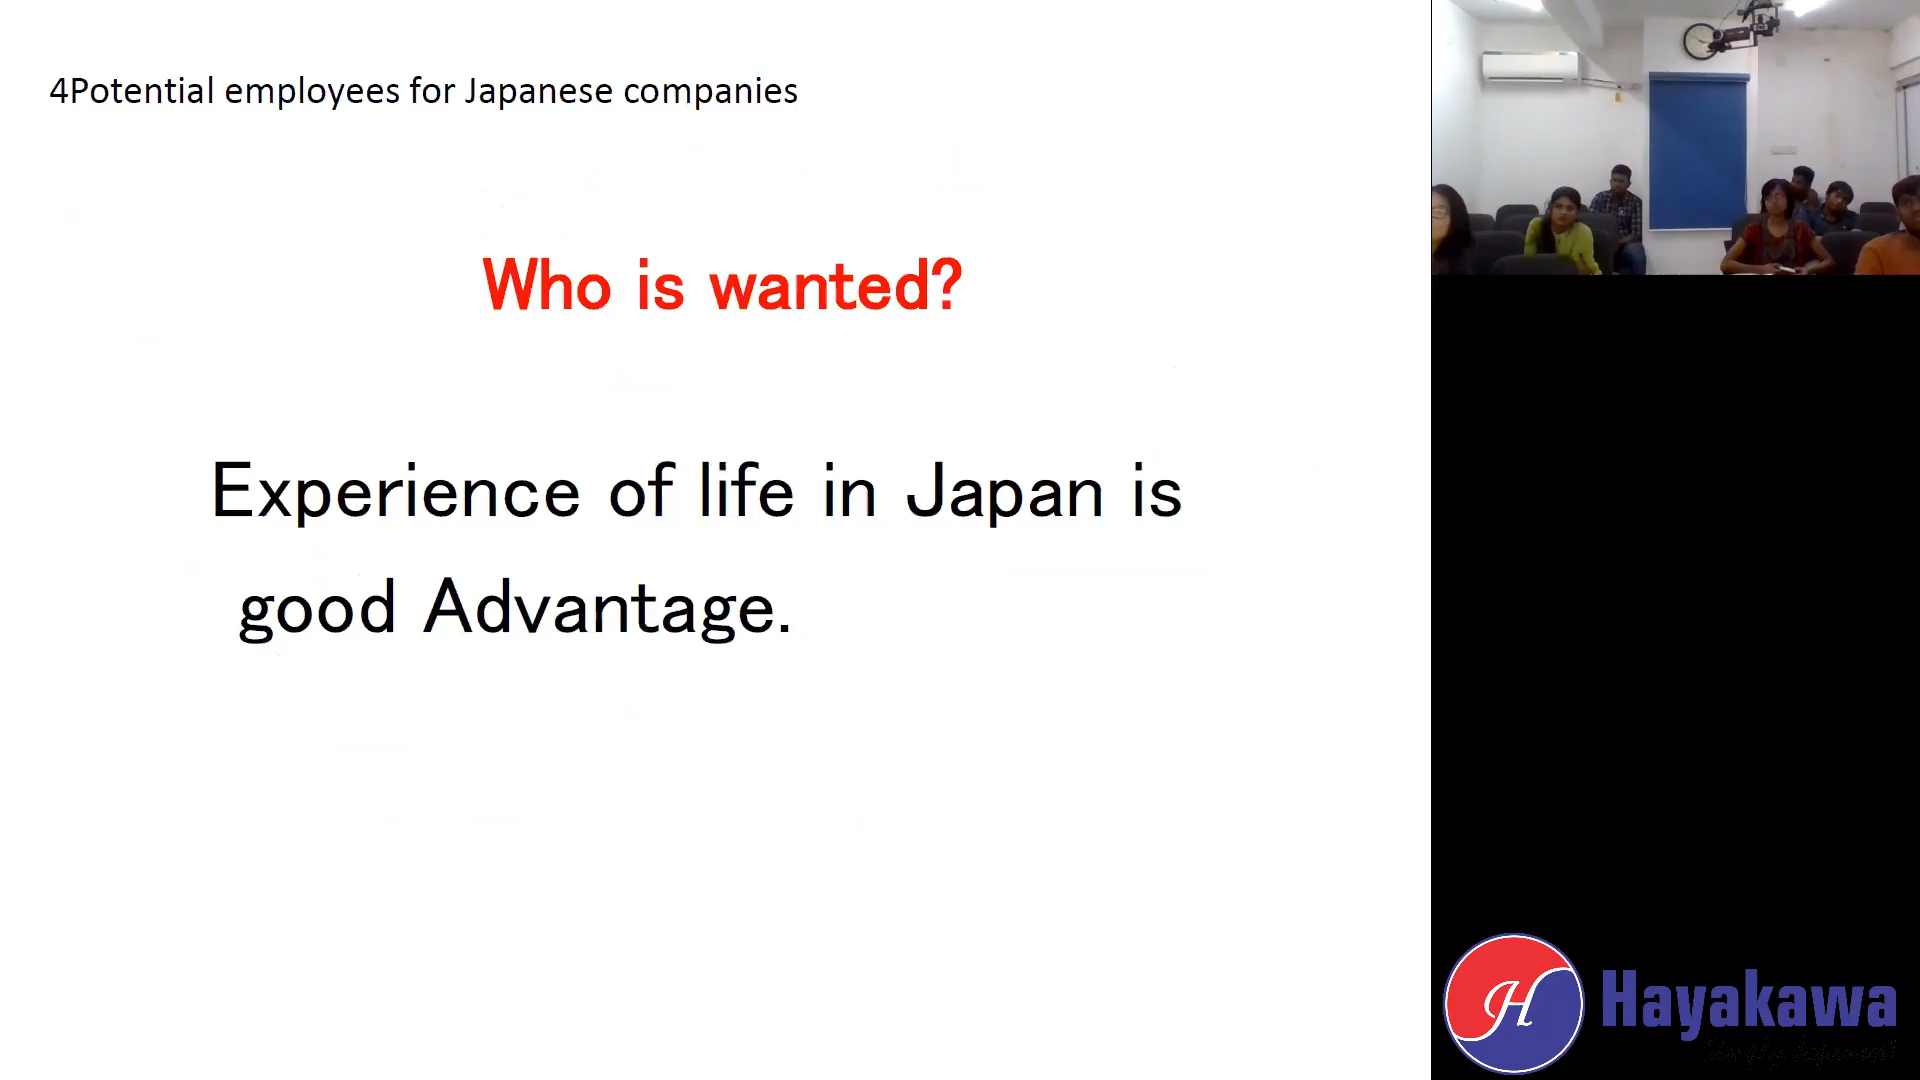 4Potential employees for Japanese companies
Who is wanted?
Experience of life in Japan is
good Advantage.
H
Hayakawa